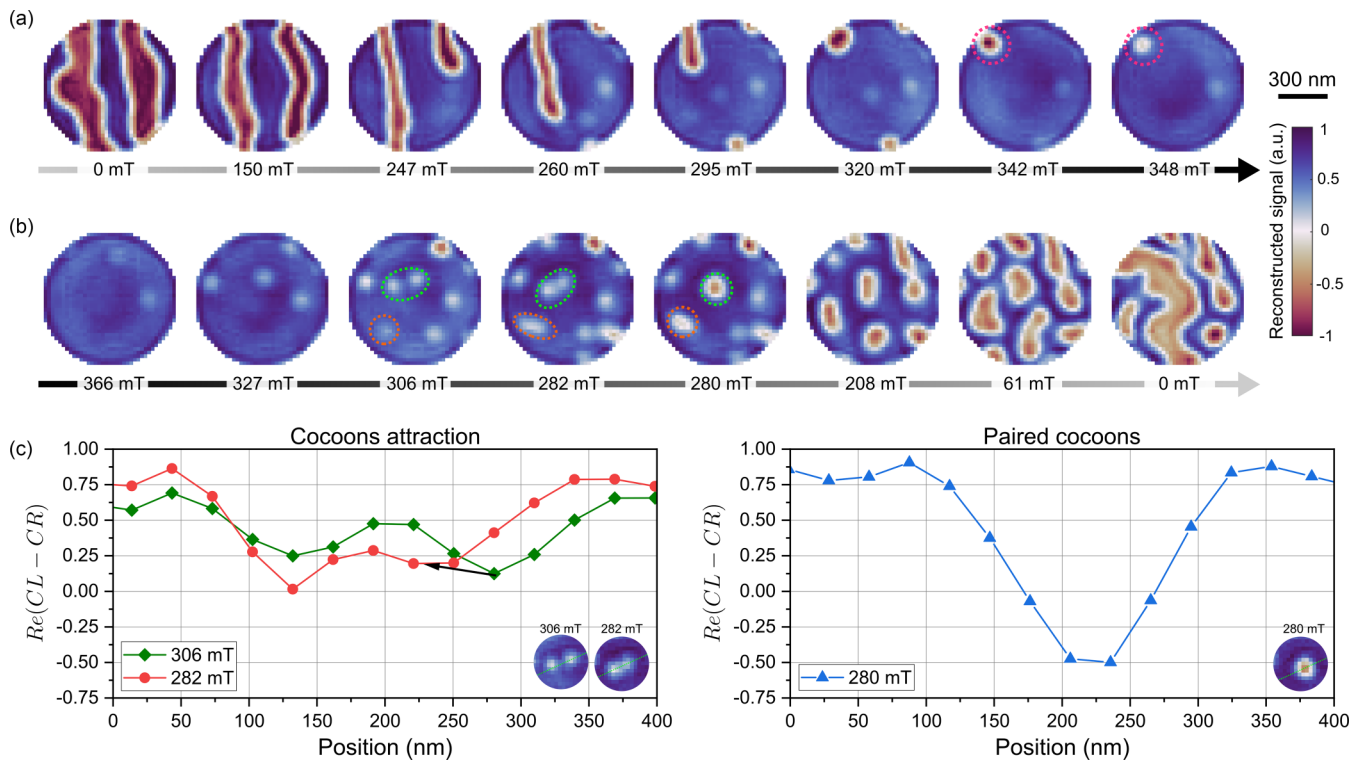 (a)
0 mT 150 mT 247 mT 260 mT 295 mT 320 mT 342 mT 348 mT
300 nm
1
0.5
0
-0.5
-1
Reconstructed signal (a.u.)
(b)
366 mT 327 mT 306 mT 282 mT 280 mT 208 mT 61 mT 0 mT
(c)
Cocoons attraction
1.00
0.75
0.50
0.25
0.00
-0.25
-0.50
-0.75
Re(CL − CR)
306 mT
282 mT
306 mT 282 mT
0 50 100 150 200 250 300 350 400
Position (nm)
Paired cocoons
1.00
0.75
0.50
0.25
0.00
-0.25
-0.50
-0.75
Re(CL − CR)
280 mT
280 mT
0 50 100 150 200 250 300 350 400
Position (nm)